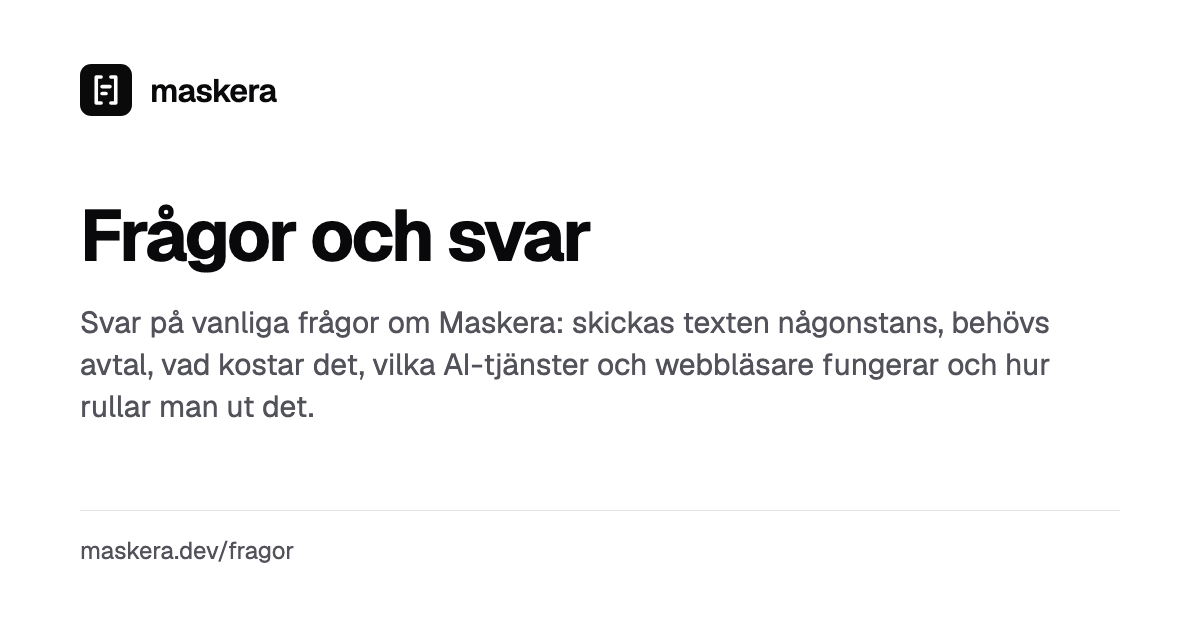 maskera
Frågor och svar
Svar på vanliga frågor om Maskera: skickas texten någonstans, behövs
avtal, vad kostar det, vilka AI-tjänster och webbläsare fungerar och hur
rullar man ut det.
maskera.dev/fragor